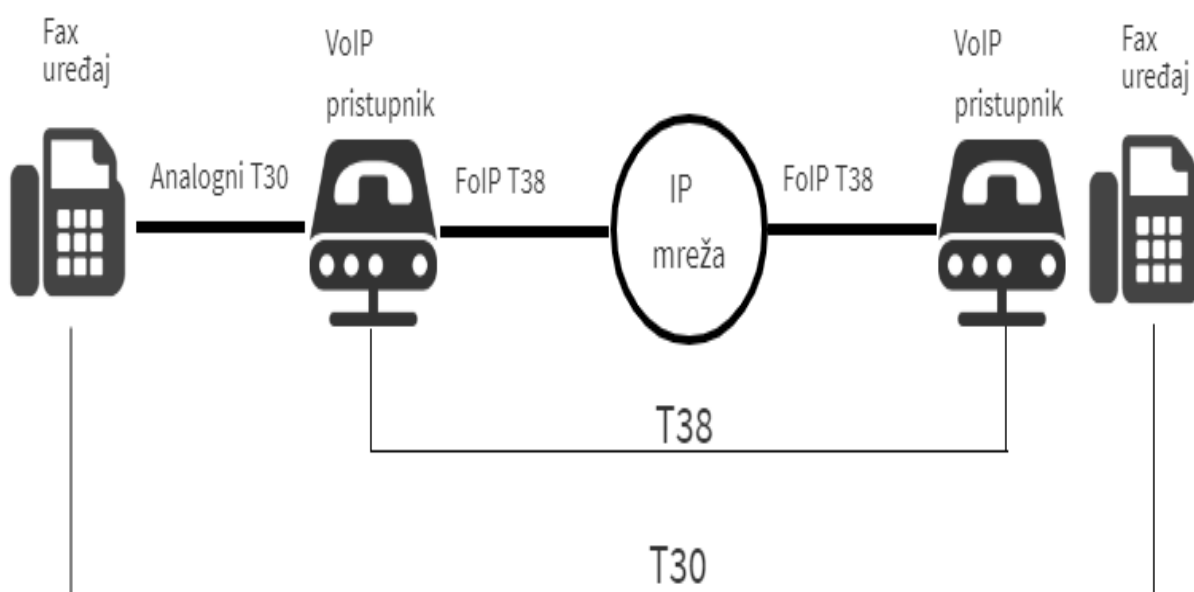 Fax
uređaj
VoIP
pristupnik
VoIP
pristupnik
Fax
uređaj
Analogni T30
FoIP T38
IP
mreža
FoIP T38
T38
T30